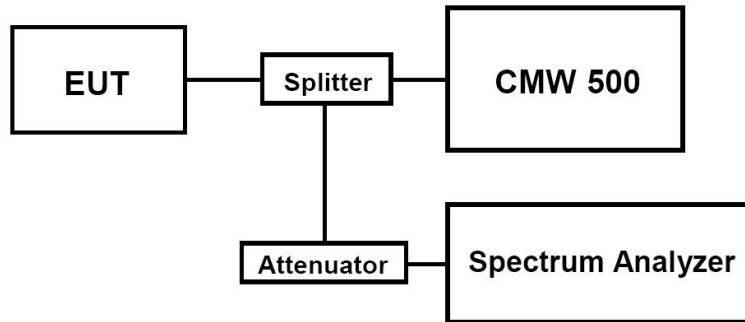 EUT
Splitter
CMW 500
Attenuator
Spectrum Analyzer